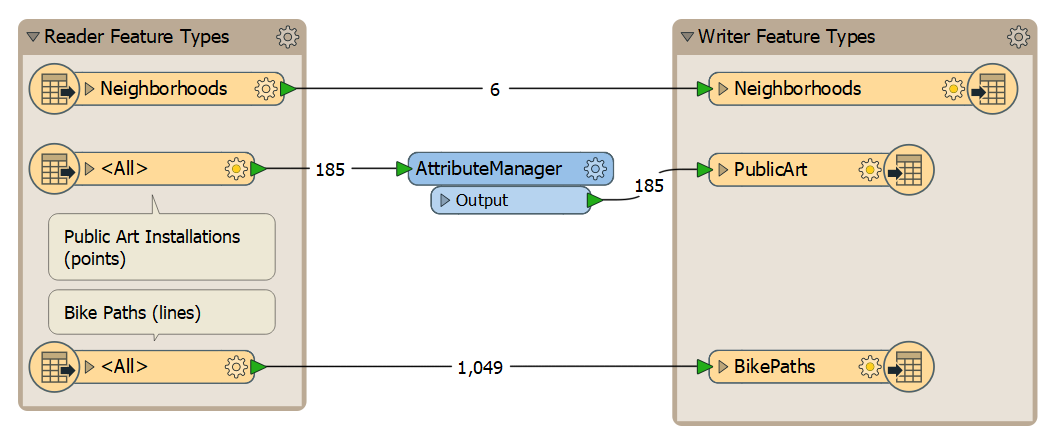 Reader Feature Types
Writer Feature Types
Neighborhoods
6
Neighborhoods
<All>
185
AttributeManager
Output
185
PublicArt
Public Art Installations
(points)
Bike Paths (lines)
<All>
1,049
BikePaths